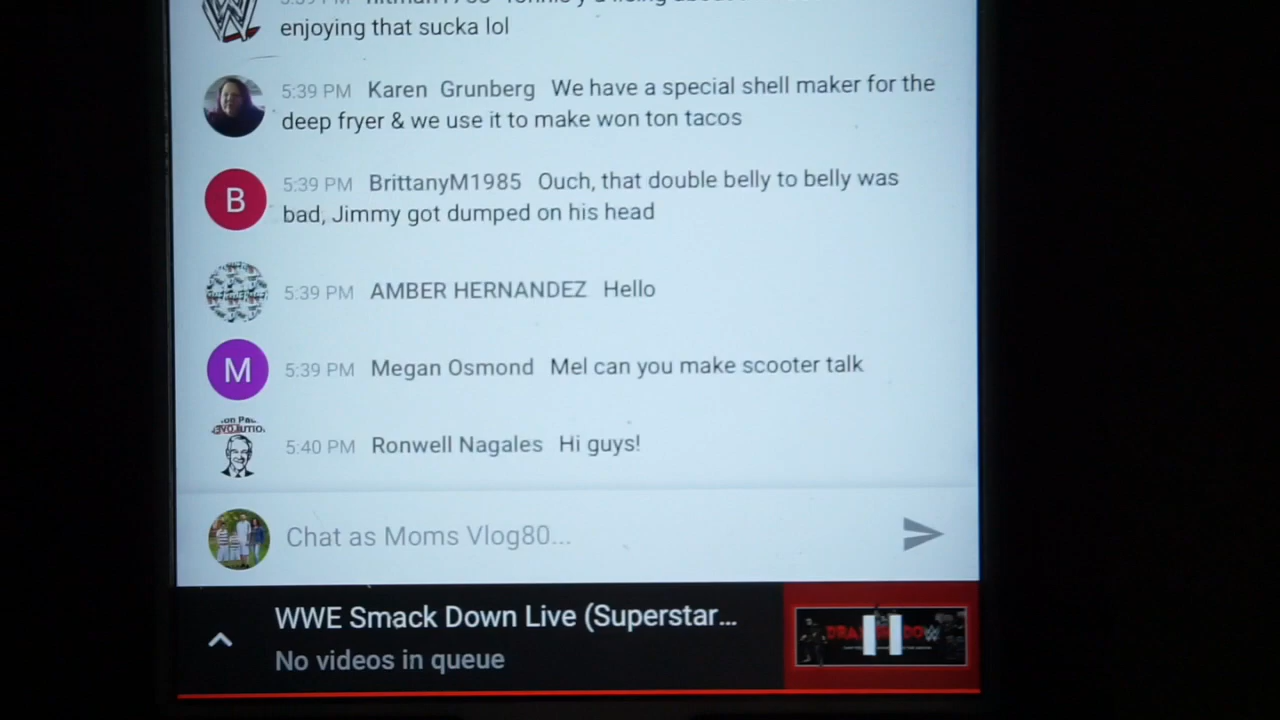 enjoying that sucka lol
5:39 PM Karen Grunberg We have a special shell maker for the
deep fryer & we use it to make won ton tacos
B
5:39 PM BrittanyM1985 Ouch, that double belly to belly was
bad, Jimmy got dumped on his head
5:39 PM AMBER HERNANDEZ Hello
M
5:39 PM Megan Osmond Mel can you make scooter talk
5:40 PM Ronwell Nagales Hi guys!
Chat as Moms Vlog80...
WWE Smack Down Live (Superstar...
No videos in queue